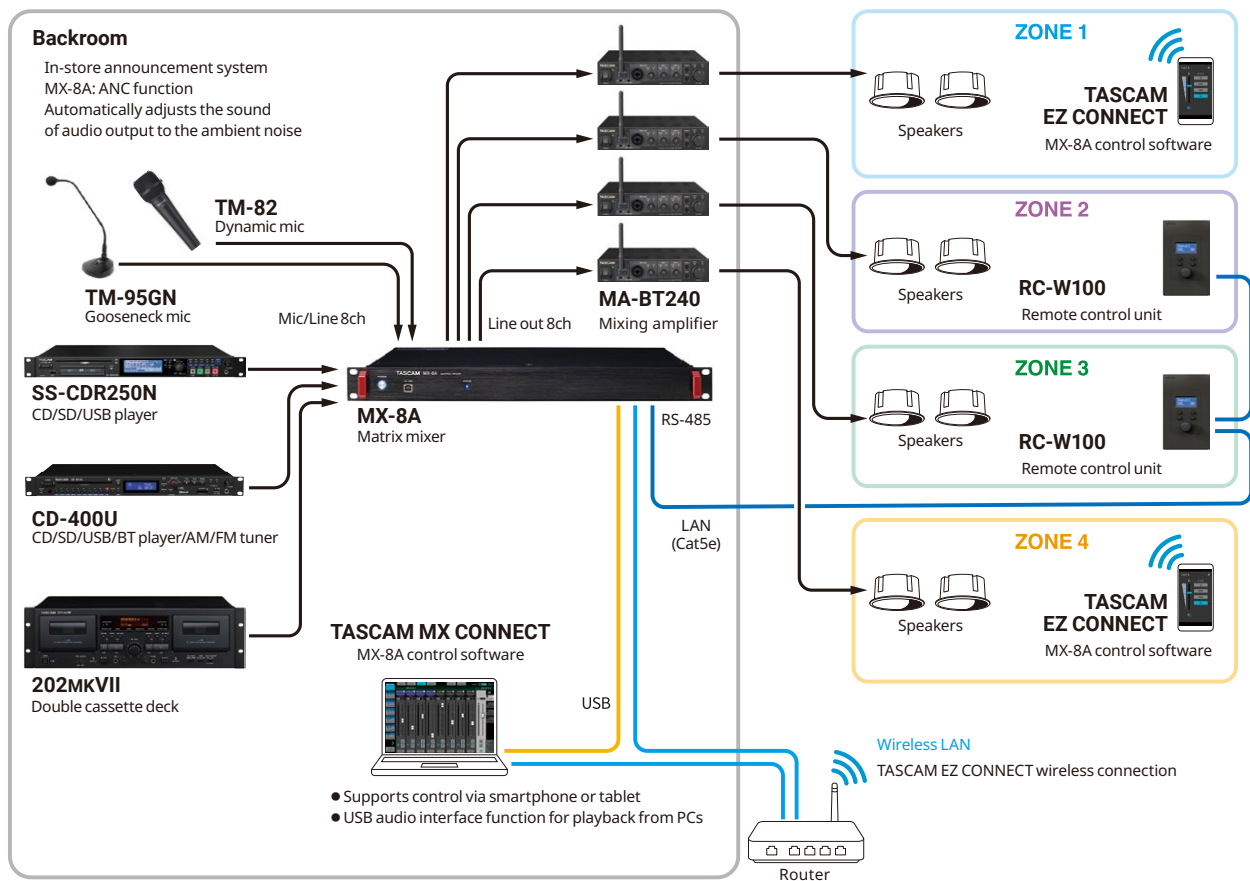 Backroom
In-store announcement system
MX-8A: ANC function
Automatically adjusts the sound
of audio output to the ambient noise
TM-82
Dynamic mic
TM-95GN
Gooseneck mic
Mic/Line 8ch
Line out 8ch
MA-BT240
Mixing amplifier
SS-CDR250N
CD/SD/USB player
TASCAM MX-8A
MX-8A
Matrix mixer
RS-485
CD-400U
CD/SD/USB/BT player/AM/FM tuner
LAN
(Cat5e)
202MKVII
Double cassette deck
TASCAM MX CONNECT
MX-8A control software
USB
● Supports control via smartphone or tablet
● USB audio interface function for playback from PCs
ZONE 1
Speakers
TASCAM
EZ CONNECT
MX-8A control software
ZONE 2
Speakers
RC-W100
Remote control unit
ZONE 3
Speakers
RC-W100
Remote control unit
ZONE 4
Speakers
TASCAM
EZ CONNECT
MX-8A control software
Wireless LAN
TASCAM EZ CONNECT wireless connection
Router